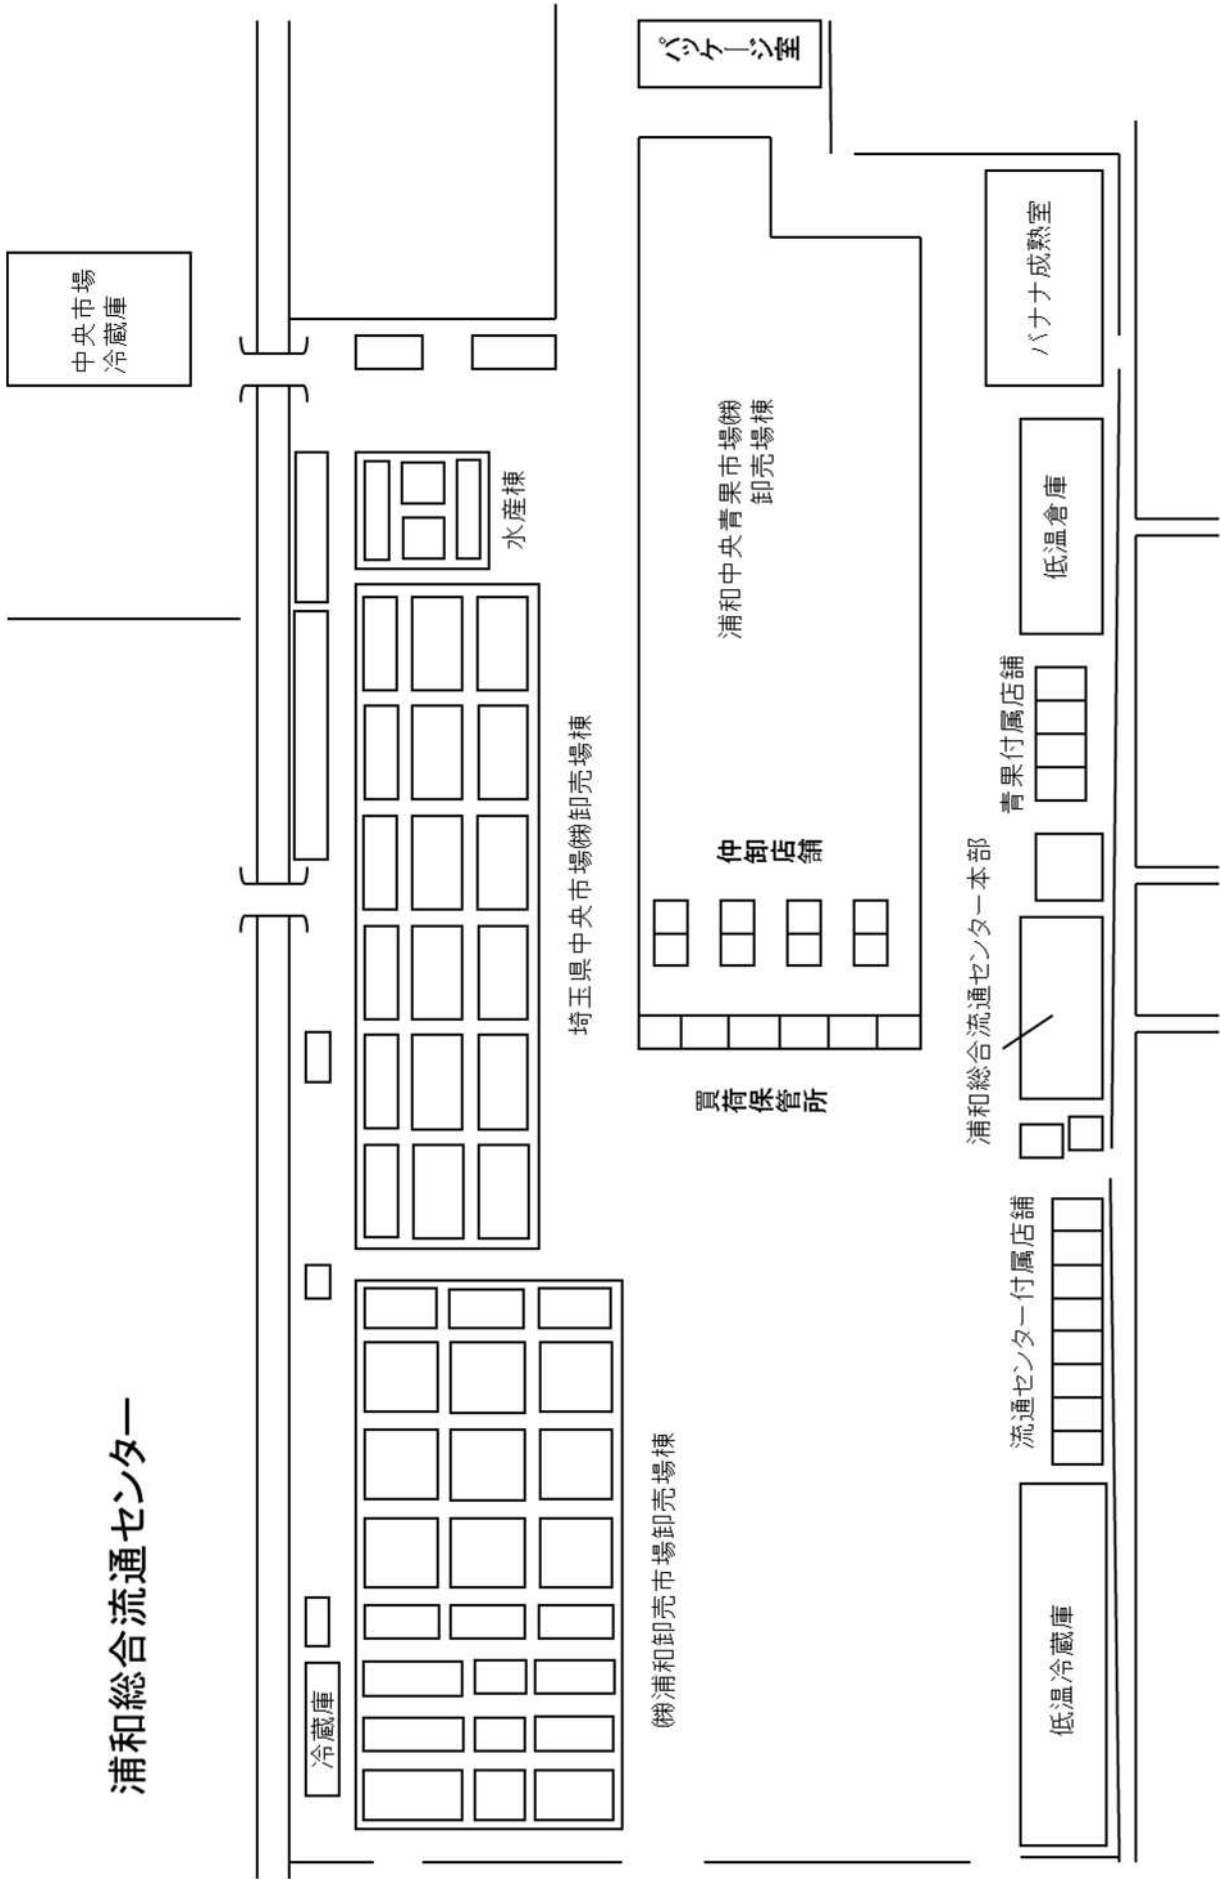 浦和総合流通センター
中央市場
冷蔵庫
冷蔵庫
水産棟
埼玉県中央市場㈱卸売場棟
㈱浦和卸売市場卸売場棟
パッケージ室
浦和中央青果市場㈱
卸売場棟
仲卸店舗
買荷保管所
バナナ成熟室
低温倉庫
青果付属店舗
浦和総合流通センター本部
流通センター付属店舗
低温冷蔵庫